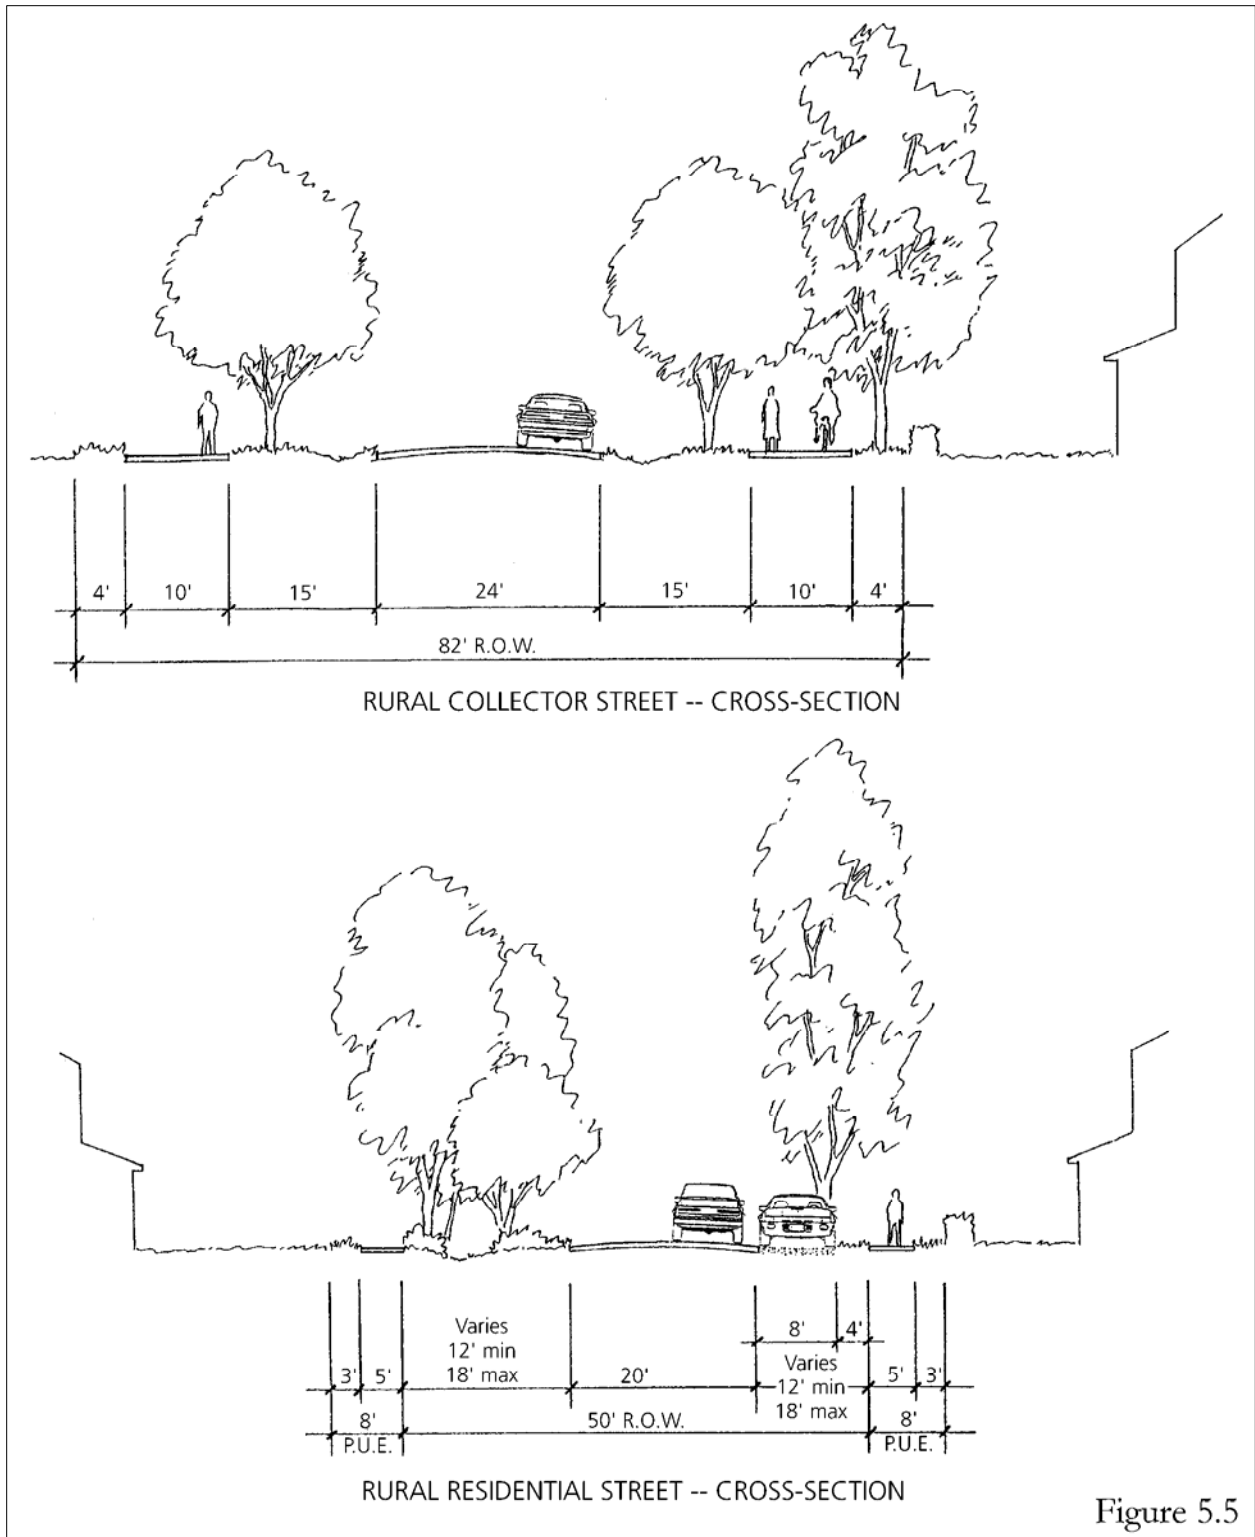 4' 10' 15' 24' 15' 10' 4'
82' R.O.W.
RURAL COLLECTOR STREET -- CROSS-SECTION
8' 4'
Varies
12' min
18' max
Varies
12' min
18' max
3' 5' 20' 5' 3'
8'
P.U.E.
50' R.O.W.
8'
P.U.E.
RURAL RESIDENTIAL STREET -- CROSS-SECTION
Figure 5.5